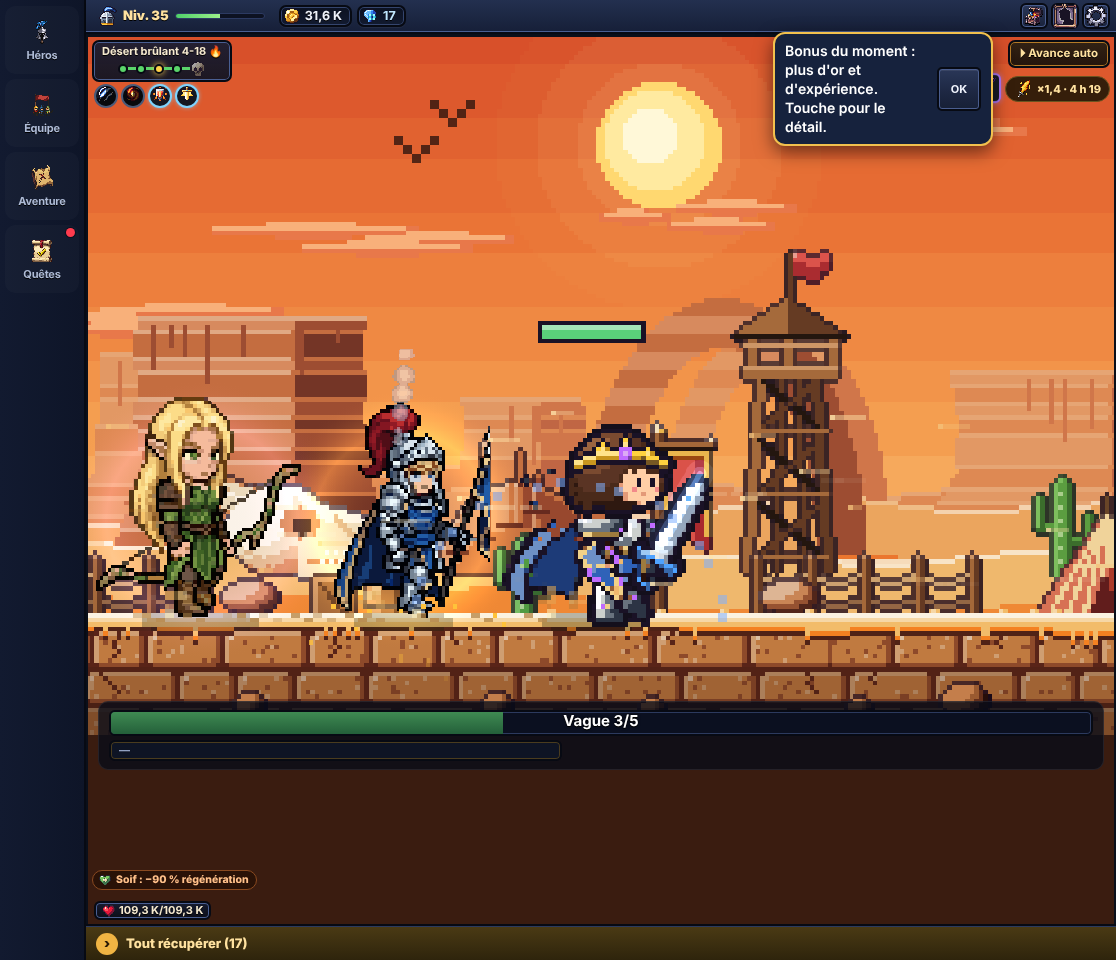 Niv. 35
31,6 K
17
Héros
Équipe
Aventure
Quêtes
Désert brûlant 4-18
Bonus du moment :
plus d'or et
d'expérience.
Touche pour le
détail.
OK
Avance auto
×1,4 · 4 h 19
Vague 3/5
—
Soif : −90 % régénération
109,3 K/109,3 K
Tout récupérer (17)